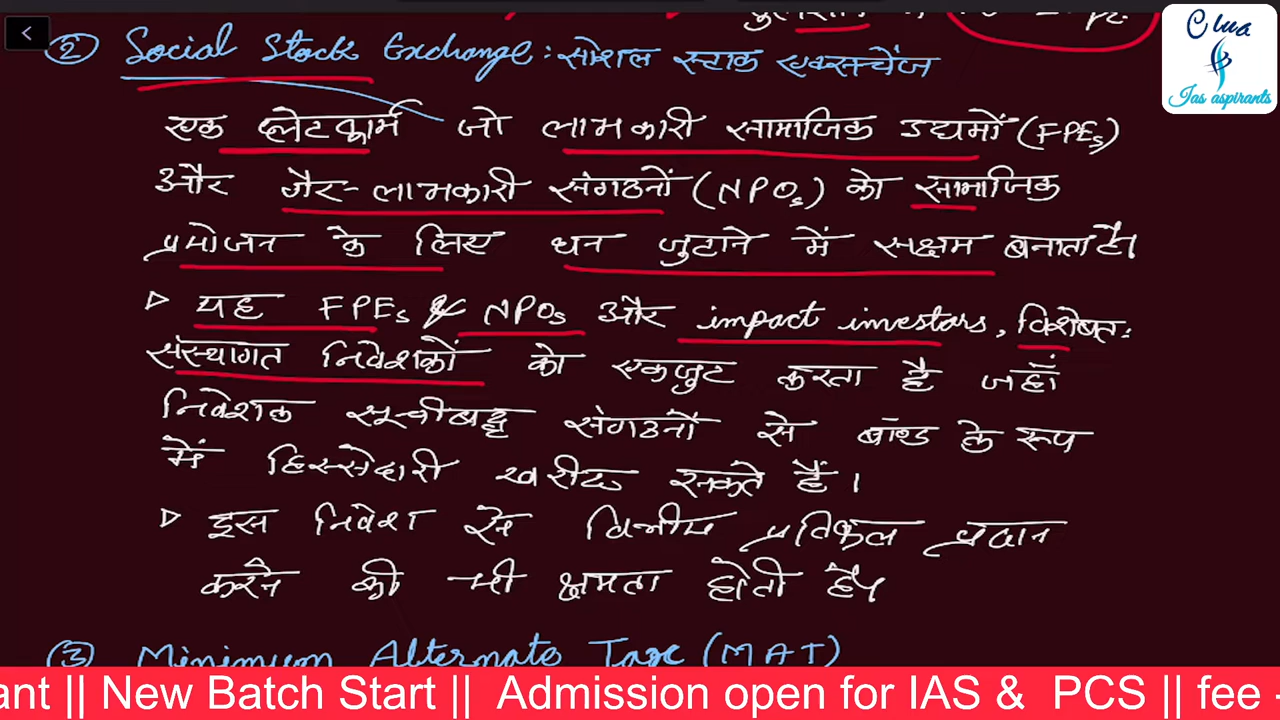 ② Social Stock Exchange: सोशल स्टाक एक्सचेंज
Clwa
Ias aspirants
एक प्लेटफार्म जो लाभकारी सामाजिक उद्यमों (FPEs)
और गैर-लाभकारी संगठनों (NPOs) को सामाजिक
प्रयोजन के लिए धन जुटाने में सक्षम बनाता है।
▷ यह FPEs & NPOs और impact investars, विशेषतः
संस्थागत निवेशकों को एकजुट करता है जहाँ
निवेशक सूचीबद्ध संगठनों से बॉण्ड के रूप
में हिस्सेदारी खरीद सकते हैं।
▷ इस निवेश से वित्तीय प्रतिफल प्रदान
करने की भी क्षमता होती है।
③ Minimum Alternate Tax (MAT)
ant || New Batch Start || Admission open for IAS & PCS || fee -